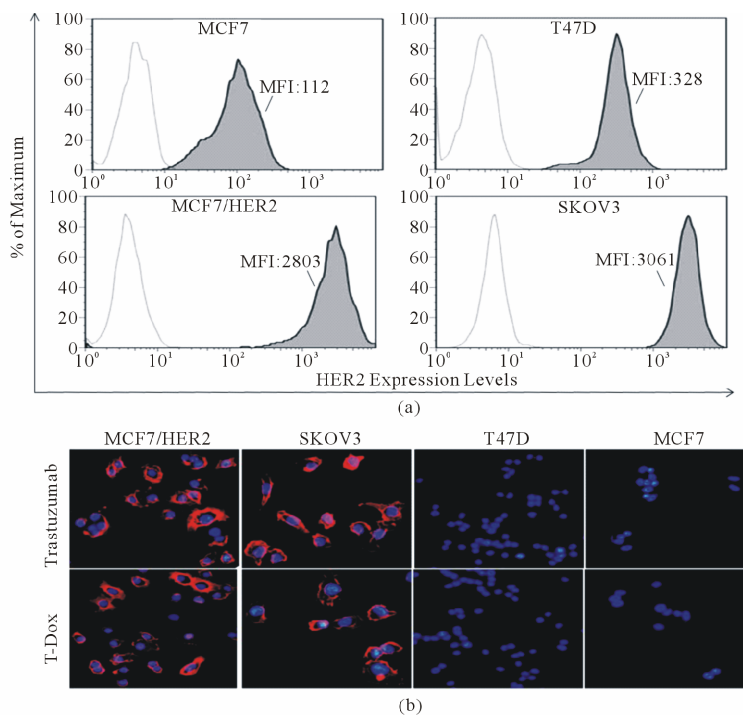 MCF7
100
80
60
40
20
0
MFI:112
10⁰ 10¹ 10² 10³
T47D
100
80
60
40
20
0
MFI:328
10⁰ 10¹ 10² 10³
% of Maximum
MCF7/HER2
100
80
60
40
20
0
MFI:2803
10⁰ 10¹ 10² 10³
SKOV3
100
80
60
40
20
0
MFI:3061
10⁰ 10¹ 10² 10³
HER2 Expression Levels
(a)
MCF7/HER2 SKOV3 T47D MCF7
Trastuzumab
T-Dox
(b)